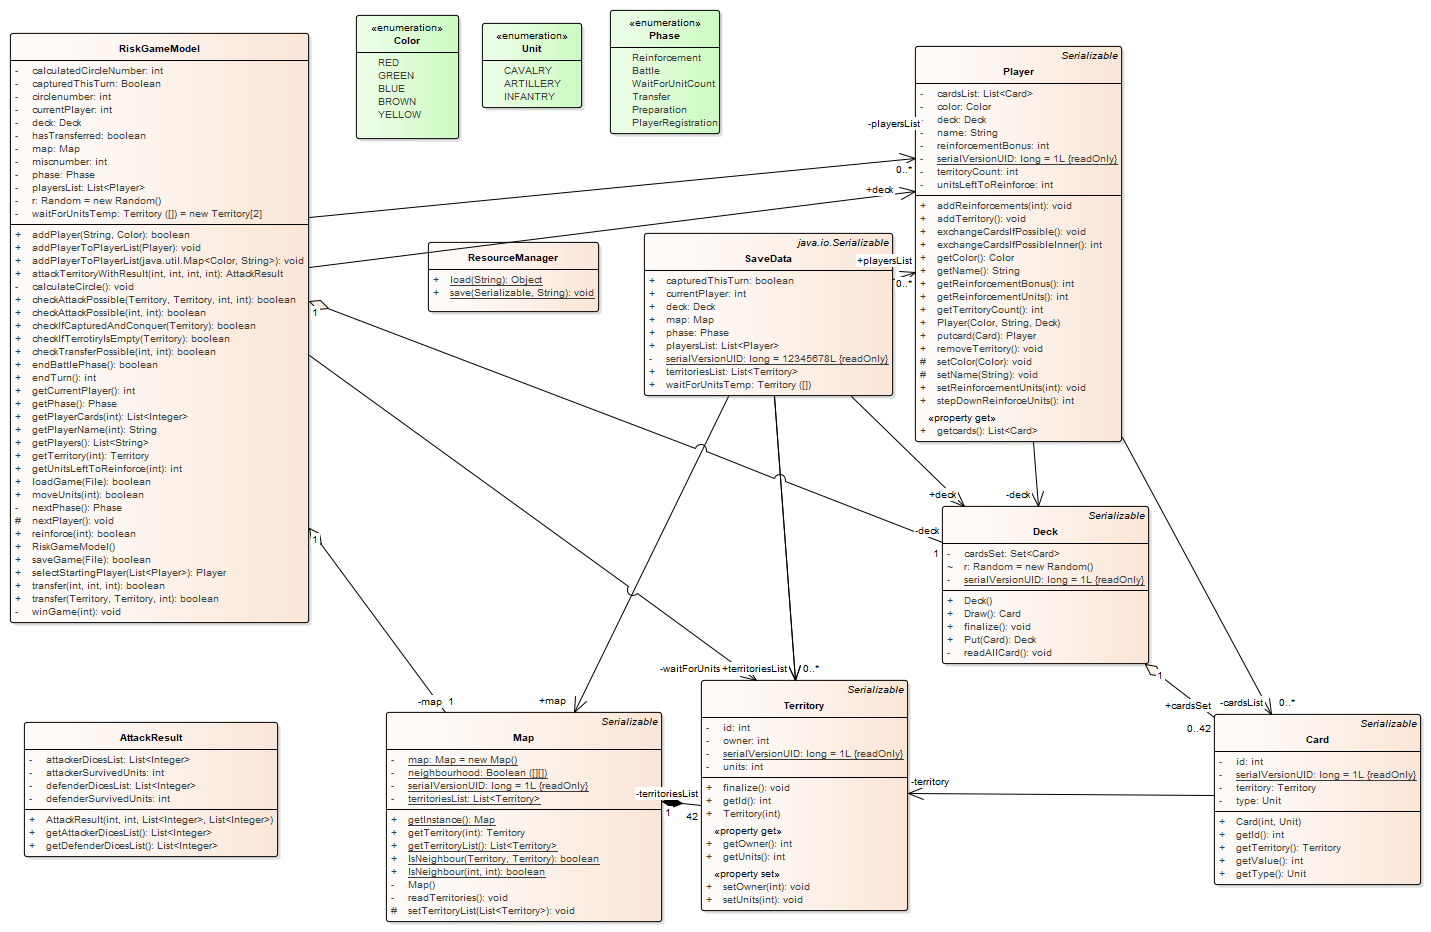 RiskGameModel
- calculatedCircleNumber: int
- capturedThisTurn: Boolean
- circlenumber: int
- currentPlayer: int
- deck: Deck
- hasTransferred: boolean
- map: Map
- miscnumber: int
- phase: Phase
- playersList: List<Player>
- r: Random = new Random()
- waitForUnitsTemp: Territory ([]) = new Territory[2]
+ addPlayer(String, Color): boolean
+ addPlayerToPlayerList(Player): void
+ addPlayerToPlayerList(java.util.Map<Color, String>): void
+ attackTerritoryWithResult(int, int, int, int): AttackResult
- calculateCircle(): void
+ checkAttackPossible(Territory, Territory, int, int): boolean
+ checkAttackPossible(int, int): boolean
+ checkIfCapturedAndConquer(Territory): boolean
+ checkIfTerrotiryIsEmpty(Territory): boolean
+ checkTransferPossible(int, int): boolean
+ endBattlePhase(): boolean
+ endTurn(): int
+ getCurrentPlayer(): int
+ getPhase(): Phase
+ getPlayerCards(int): List<Integer>
+ getPlayerName(int): String
+ getPlayers(): List<String>
+ getTerritory(int): Territory
+ getUnitsLeftToReinforce(int): int
+ loadGame(File): boolean
+ moveUnits(int): boolean
- nextPhase(): Phase
# nextPlayer(): void
+ reinforce(int): boolean
+ RiskGameModel()
+ saveGame(File): boolean
+ selectStartingPlayer(List<Player>): Player
+ transfer(int, int, int): boolean
+ transfer(Territory, Territory, int): boolean
- winGame(int): void
«enumeration»
Color
RED
GREEN
BLUE
BROWN
YELLOW
«enumeration»
Unit
CAVALRY
ARTILLERY
INFANTRY
«enumeration»
Phase
Reinforcement
Battle
WaitForUnitCount
Transfer
Preparation
PlayerRegistration
Serializable
Player
- cardsList: List<Card>
- color: Color
- deck: Deck
- name: String
- reinforcementBonus: int
- serialVersionUID: long = 1L {readOnly}
- territoryCount: int
- unitsLeftToReinforce: int
+ addReinforcements(int): void
+ addTerritory(): void
+ exchangeCardsIfPossible(): void
+ exchangeCardsIfPossibleInner(): int
+ getColor(): Color
+ getName(): String
+ getReinforcementBonus(): int
+ getReinforcementUnits(): int
+ getTerritoryCount(): int
+ Player(Color, String, Deck)
+ putcard(Card): Player
+ removeTerritory(): void
# setColor(Color): void
# setName(String): void
+ setReinforcementUnits(int): void
+ stepDownReinforceUnits(): int
«property get»
+ getcards(): List<Card>
-playersList
0..*
+deck
+playersList
0..*
ResourceManager
+ load(String): Object
+ save(Serializable, String): void
java.io.Serializable
SaveData
+ capturedThisTurn: boolean
+ currentPlayer: int
+ deck: Deck
+ map: Map
+ phase: Phase
+ playersList: List<Player>
- serialVersionUID: long = 12345678L {readOnly}
+ territoriesList: List<Territory>
+ waitForUnitsTemp: Territory ([])
1
1
+deck
-deck
-deck
1
Serializable
Deck
- cardsSet: Set<Card>
~ r: Random = new Random()
- serialVersionUID: long = 1L {readOnly}
+ Deck()
+ Draw(): Card
+ finalize(): void
+ Put(Card): Deck
- readAllCard(): void
1
+cardsSet
0..42
-cardsList
0..*
-waitForUnits
+territoriesList
0..*
-map 1
+map
Serializable
Map
- map: Map = new Map()
- neighbourhood: Boolean ([][])
- serialVersionUID: long = 1L {readOnly}
- territoriesList: List<Territory>
+ getInstance(): Map
+ getTerritory(int): Territory
+ getTerritoryList(): List<Territory>
+ IsNeighbour(Territory, Territory): boolean
+ IsNeighbour(int, int): boolean
- Map()
- readTerritories(): void
# setTerritoryList(List<Territory>): void
-territoriesList
1
42
Serializable
Territory
- id: int
- owner: int
- serialVersionUID: long = 1L {readOnly}
- units: int
+ finalize(): void
+ getId(): int
+ Territory(int)
«property get»
+ getOwner(): int
+ getUnits(): int
«property set»
+ setOwner(int): void
+ setUnits(int): void
-territory
Serializable
Card
- id: int
- serialVersionUID: long = 1L {readOnly}
- territory: Territory
- type: Unit
+ Card(int, Unit)
+ getId(): int
+ getTerritory(): Territory
+ getValue(): int
+ getType(): Unit
AttackResult
- attackerDicesList: List<Integer>
- attackerSurvivedUnits: int
- defenderDicesList: List<Integer>
- defenderSurvivedUnits: int
+ AttackResult(int, int, List<Integer>, List<Integer>)
+ getAttackerDicesList(): List<Integer>
+ getDefenderDicesList(): List<Integer>